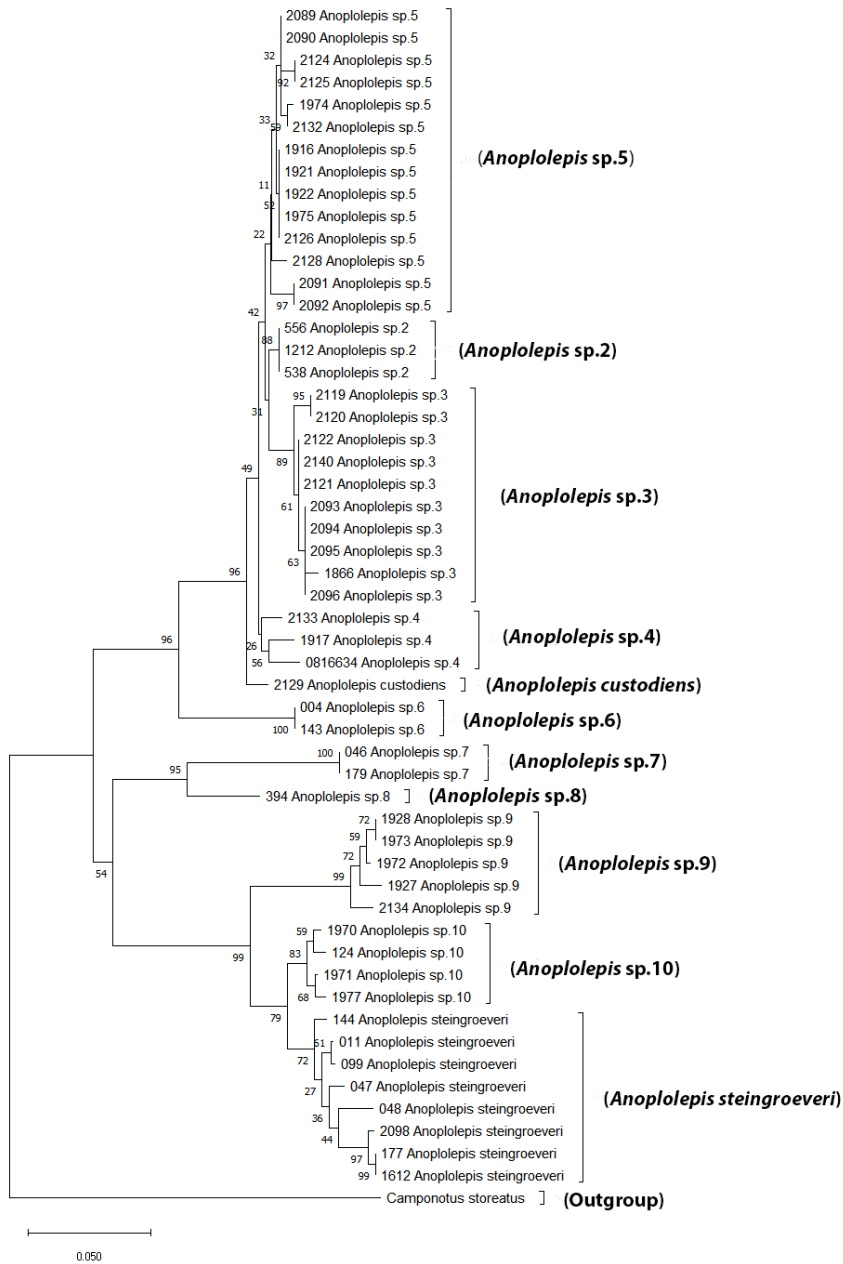 2089 Anoplolepis sp.5
2090 Anoplolepis sp.5
32
2124 Anoplolepis sp.5
92
2125 Anoplolepis sp.5
1974 Anoplolepis sp.5
33
59
2132 Anoplolepis sp.5
1916 Anoplolepis sp.5
(Anoplolepis sp.5)
1921 Anoplolepis sp.5
11
1922 Anoplolepis sp.5
52
1975 Anoplolepis sp.5
22
2126 Anoplolepis sp.5
2128 Anoplolepis sp.5
2091 Anoplolepis sp.5
97
2092 Anoplolepis sp.5
42
556 Anoplolepis sp.2
88
1212 Anoplolepis sp.2
(Anoplolepis sp.2)
538 Anoplolepis sp.2
95
2119 Anoplolepis sp.3
31
2120 Anoplolepis sp.3
2122 Anoplolepis sp.3
89
2140 Anoplolepis sp.3
49
2121 Anoplolepis sp.3
(Anoplolepis sp.3)
61
2093 Anoplolepis sp.3
2094 Anoplolepis sp.3
2095 Anoplolepis sp.3
63
96
1866 Anoplolepis sp.3
2096 Anoplolepis sp.3
2133 Anoplolepis sp.4
96
1917 Anoplolepis sp.4
(Anoplolepis sp.4)
26
56
0816634 Anoplolepis sp.4
2129 Anoplolepis custodiens
(Anoplolepis custodiens)
004 Anoplolepis sp.6
(Anoplolepis sp.6)
100
143 Anoplolepis sp.6
100
046 Anoplolepis sp.7
(Anoplolepis sp.7)
95
179 Anoplolepis sp.7
394 Anoplolepis sp.8
(Anoplolepis sp.8)
72
1928 Anoplolepis sp.9
59
1973 Anoplolepis sp.9
72
1972 Anoplolepis sp.9
(Anoplolepis sp.9)
54
99
1927 Anoplolepis sp.9
2134 Anoplolepis sp.9
59
1970 Anoplolepis sp.10
83
124 Anoplolepis sp.10
99
1971 Anoplolepis sp.10
(Anoplolepis sp.10)
68
1977 Anoplolepis sp.10
79
144 Anoplolepis steingroeveri
51
011 Anoplolepis steingroeveri
72
099 Anoplolepis steingroeveri
27
047 Anoplolepis steingroeveri
(Anoplolepis steingroeveri)
36
048 Anoplolepis steingroeveri
44
2098 Anoplolepis steingroeveri
97
177 Anoplolepis steingroeveri
99
1612 Anoplolepis steingroeveri
Camponotus storeatus
(Outgroup)
0.050